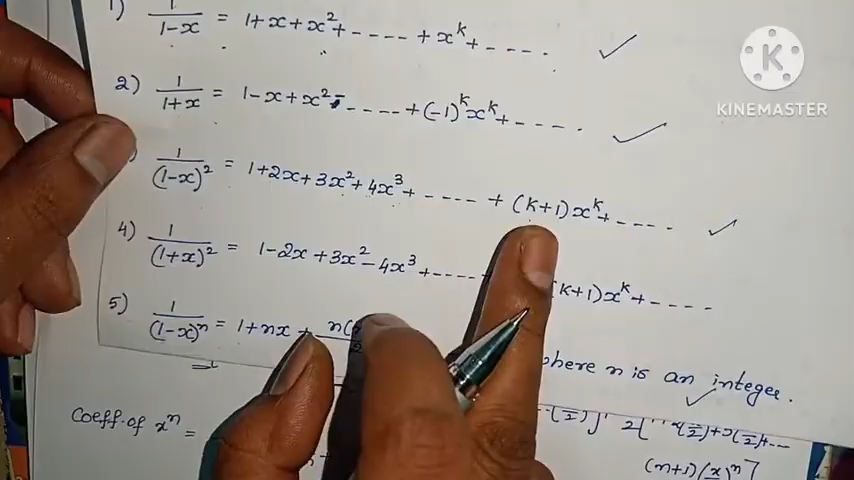 1) 1/(1-x) = 1+x+x²+ ---- +x^k+ ----.
K
KINEMASTER
2) 1/(1+x) = 1-x+x²- ---- +(-1)^k x^k+ ----.
) 1/(1-x)² = 1+2x+3x²+4x³+ ---- +(k+1)x^k+ ----.
4) 1/(1+x)² = 1-2x+3x²-4x³+ ---- (k+1)x^k+ ----
5) 1/(1-x)^n = 1+nx + n( where n is an integer.
Coeff. of x^n =
(n+1)(x/2)^n]